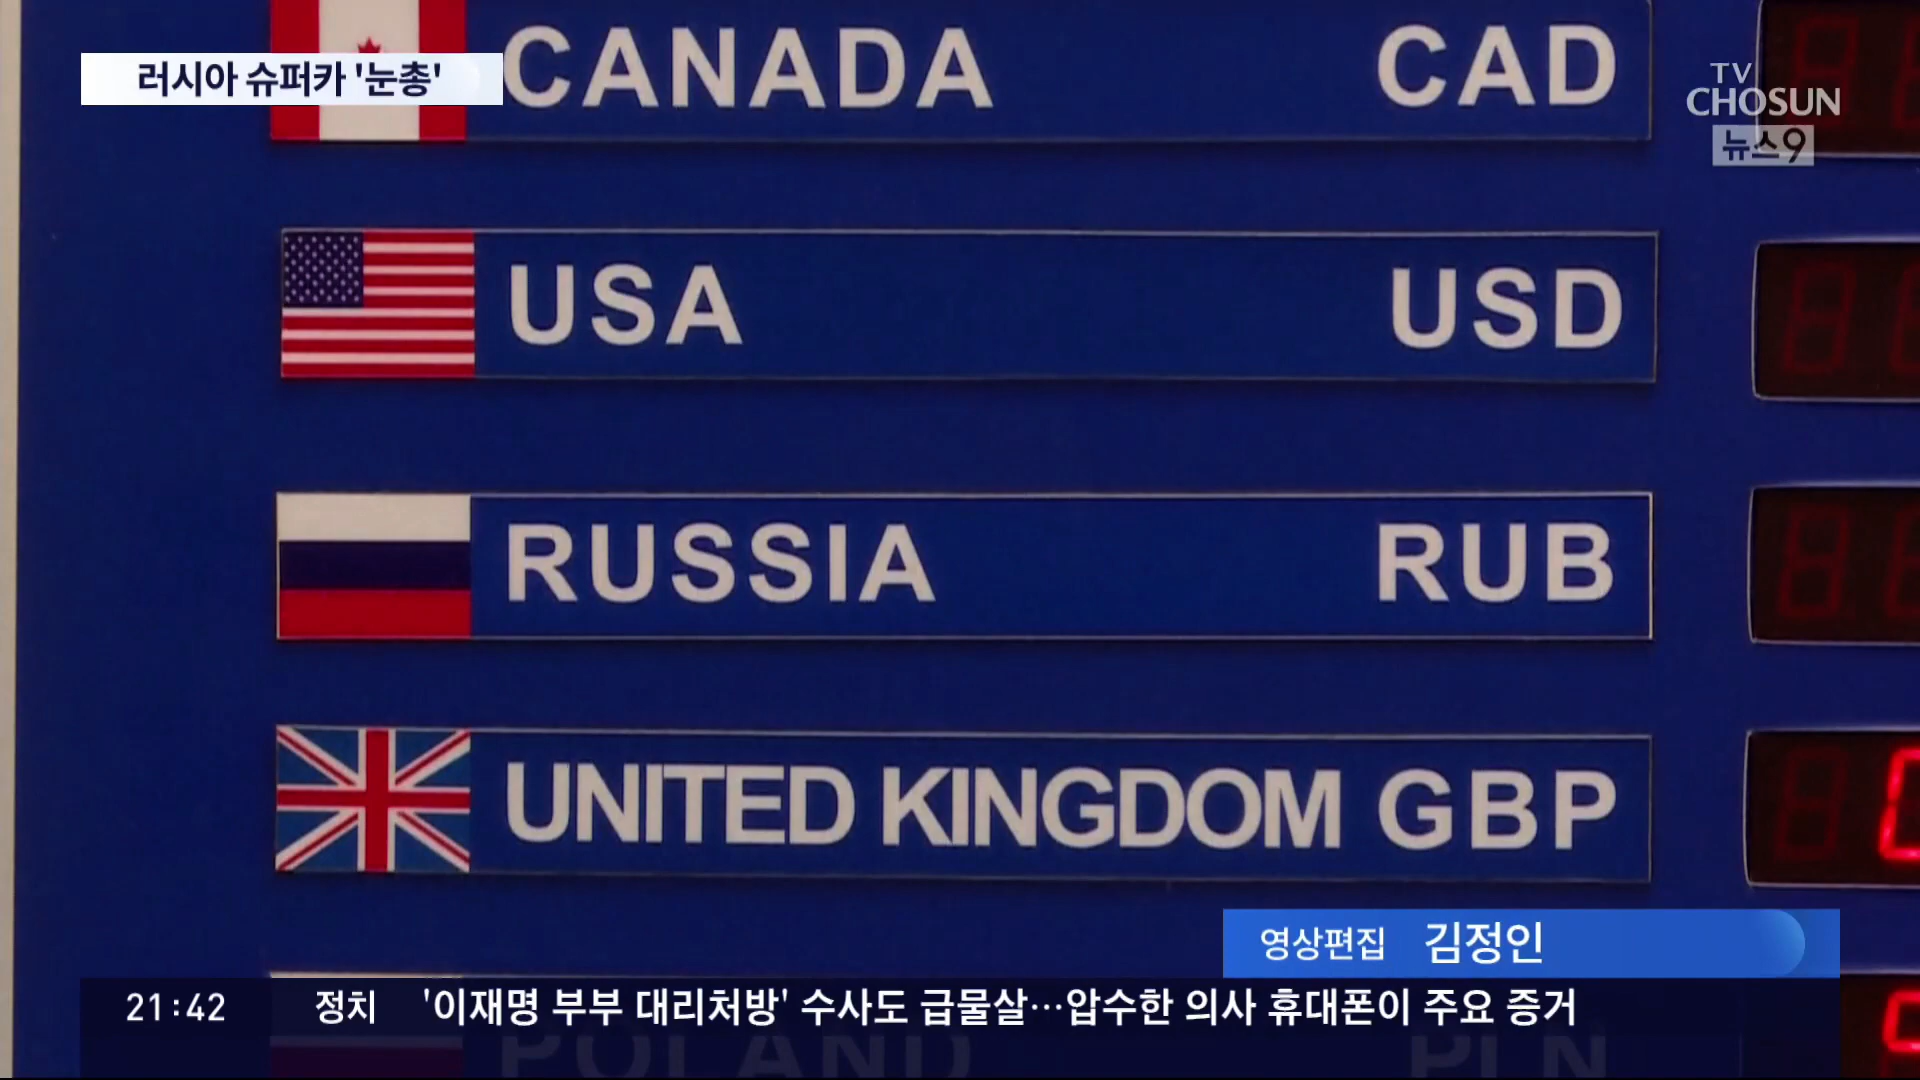 러시아 슈퍼카 '눈총'
TV
CHOSUN
뉴스9
CANADA CAD
USA USD
RUSSIA RUB
UNITED KINGDOM GBP
영상편집 김정인
21:42 정치 '이재명 부부 대리처방' 수사도 급물살…압수한 의사 휴대폰이 주요 증거
POLAND PLN